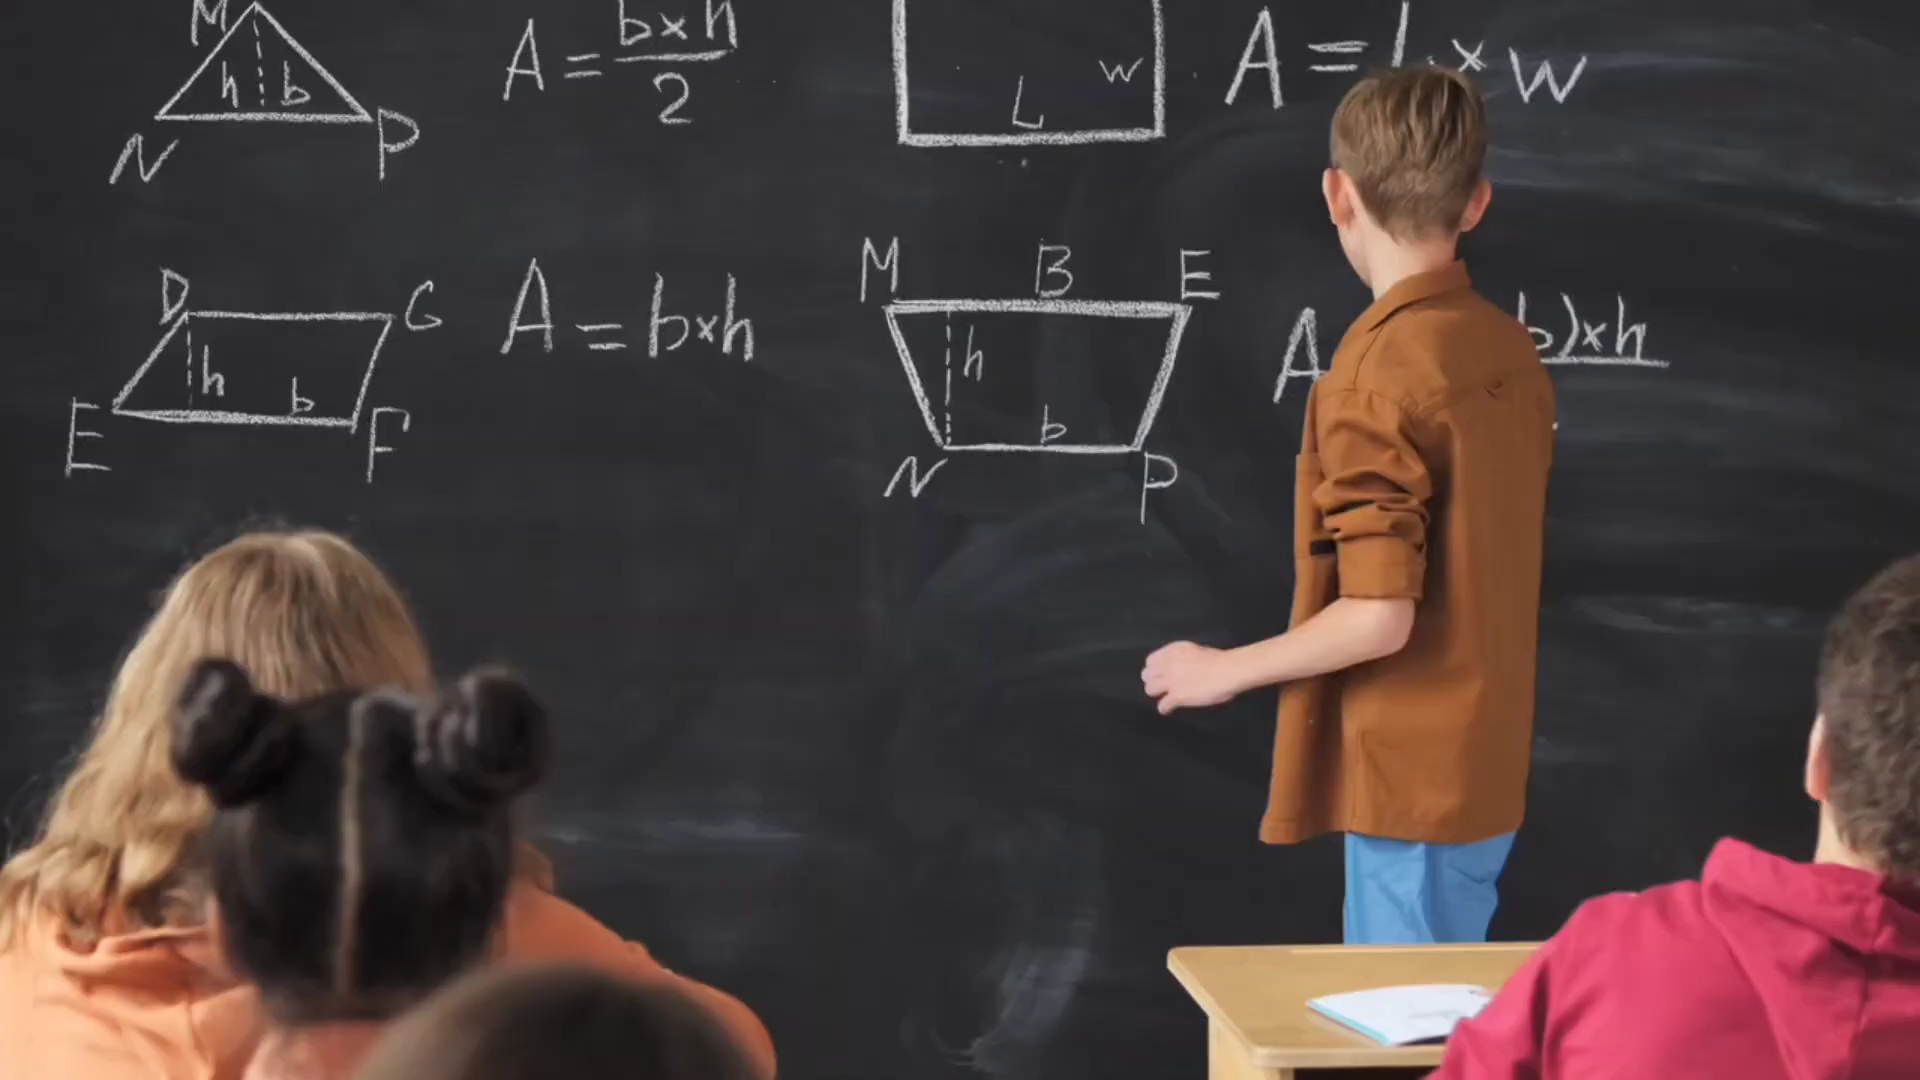 M
h b
N P
A = b×h
2
L w
A = L × w
D G
h b
E F
A = b×h
M B E
h
b
N P
A b)×h